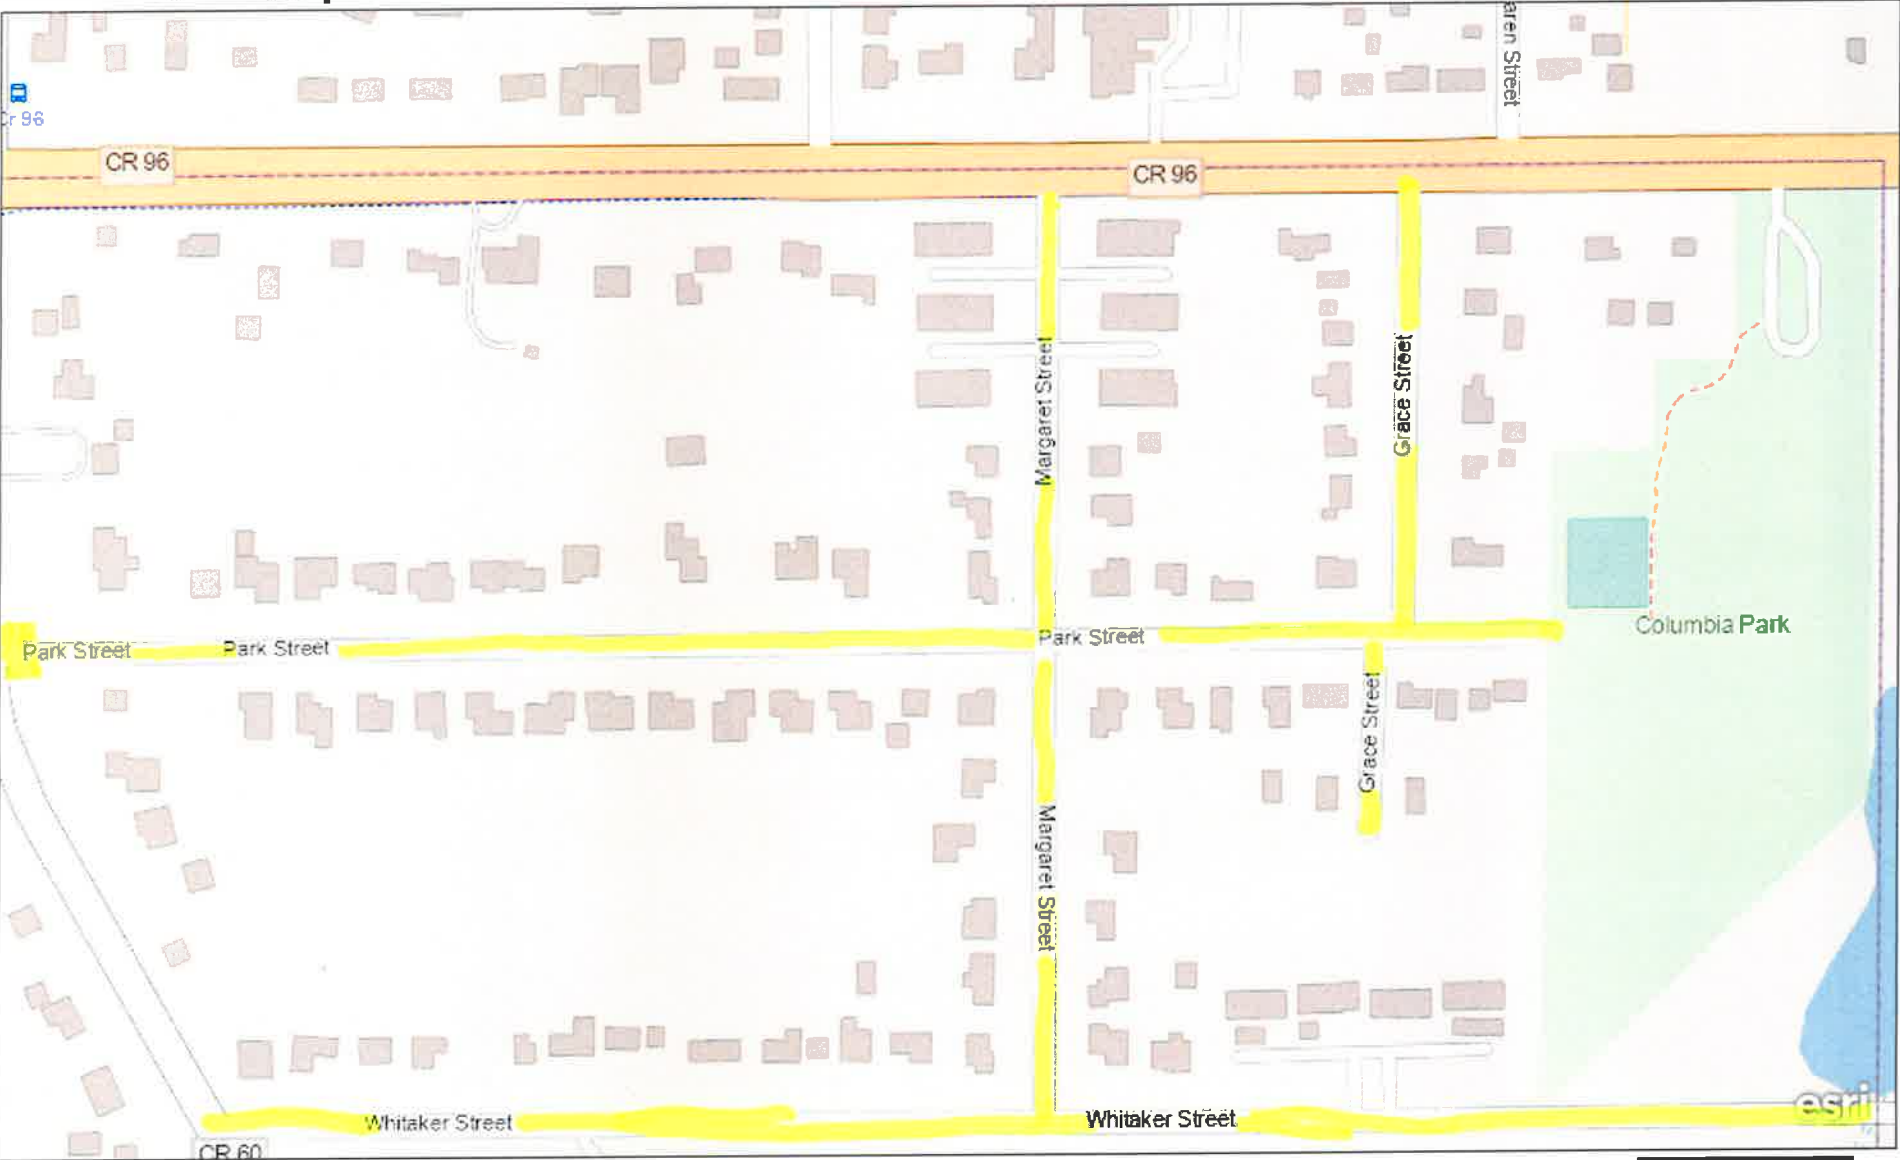 aren Street
Cr 96
CR 96
CR 96
Margaret Street
Grace Street
Columbia Park
Park Street
Park Street
Park Street
Grace Street
Margaret Street
Whitaker Street
Whitaker Street
esri
CR 60